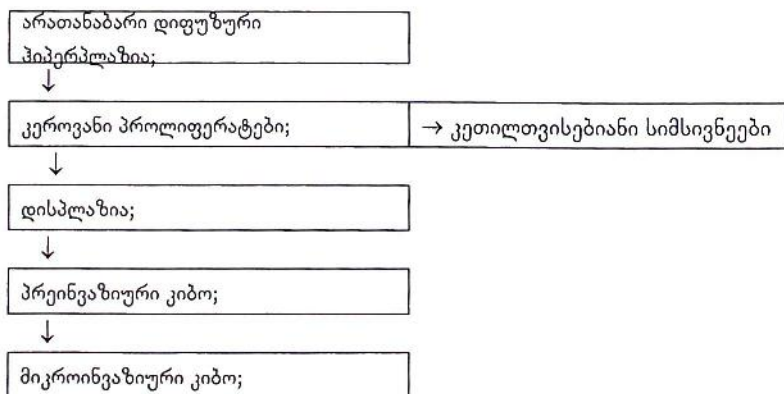 არათანაბარი დიფუზური
ჰიპერპლაზია;
↓
კეროვანი პროლიფერატები; → კეთილთვისებიანი სიმსივნეები
↓
დისპლაზია;
↓
პრეინვაზიური კიბო;
↓
მიკროინვაზიური კიბო;